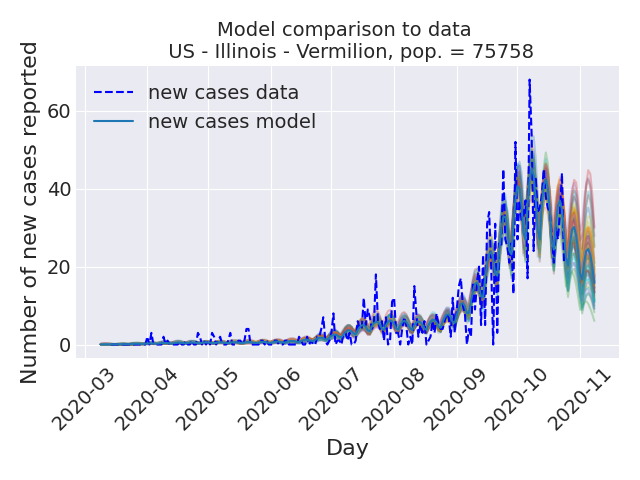 Model comparison to data
US - Illinois - Vermilion, pop. = 75758
new cases data
new cases model
Number of new cases reported
60
40
20
0
2020-03
2020-04
2020-05
2020-06
2020-07
2020-08
2020-09
2020-10
2020-11
Day